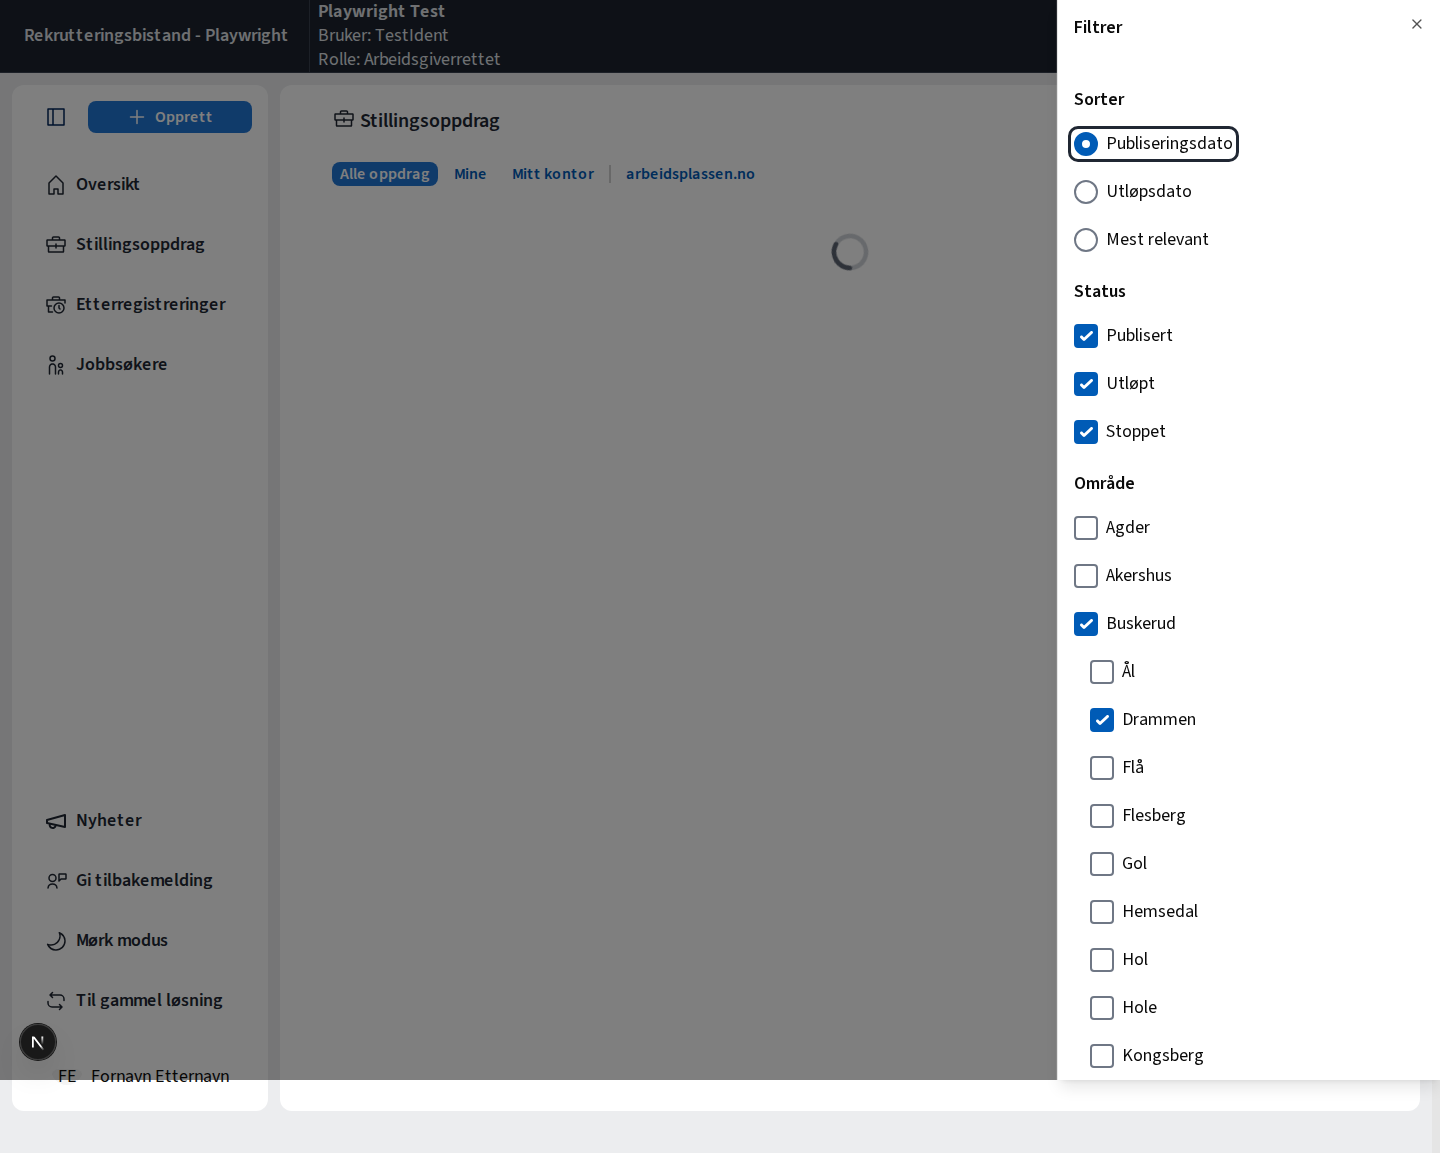 Rekrutteringsbistand - Playwright
Playwright Test
Bruker: TestIdent
Rolle: Arbeidsgiverrettet
Opprett
Oversikt
Stillingsoppdrag
Etterregistreringer
Jobbsøkere
Nyheter
Gi tilbakemelding
Mørk modus
Til gammel løsning
N
FE Fornavn Etternavn
Stillingsoppdrag
Alle oppdrag Mine Mitt kontor arbeidsplassen.no
Filtrer
Sorter
Publiseringsdato
Utløpsdato
Mest relevant
Status
Publisert
Utløpt
Stoppet
Område
Agder
Akershus
Buskerud
Ål
Drammen
Flå
Flesberg
Gol
Hemsedal
Hol
Hole
Kongsberg